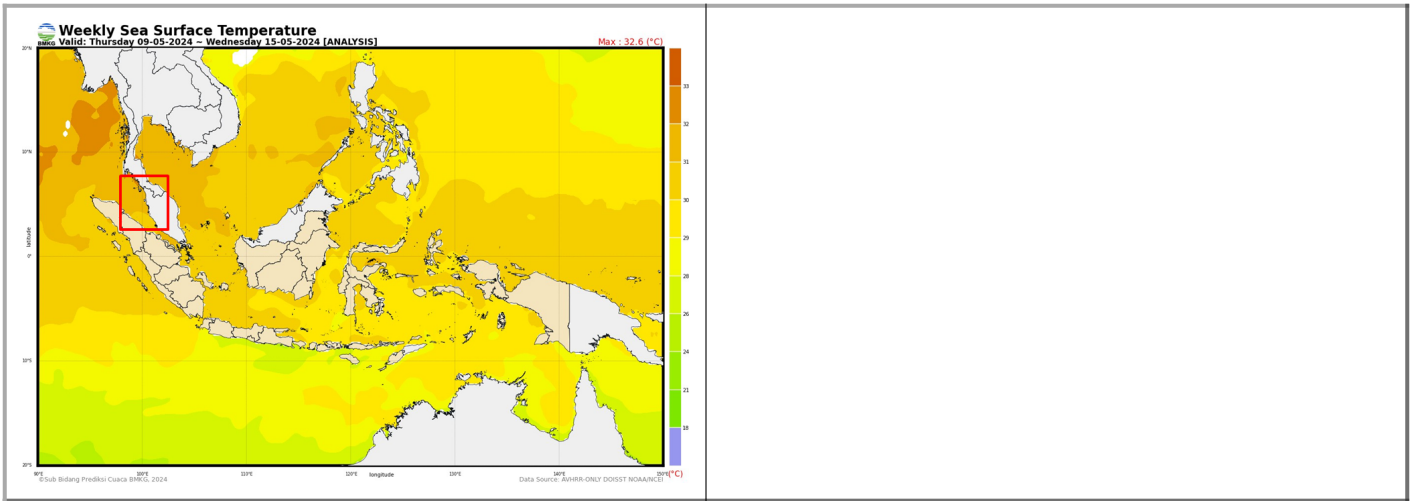 Weekly Sea Surface Temperature
BMKG
Valid: Thursday 09-05-2024 ~ Wednesday 15-05-2024 [ANALYSIS]
Max : 32.6 (°C)
20°N
10°N
0°
10°S
20°S
latitude
90°E
100°E
110°E
120°E
130°E
140°E
150°E
longitude
33
32
31
30
29
28
26
24
21
18
(°C)
©Sub Bidang Prediksi Cuaca BMKG, 2024
Data Source: AVHRR-ONLY DOISST NOAA/NCEI